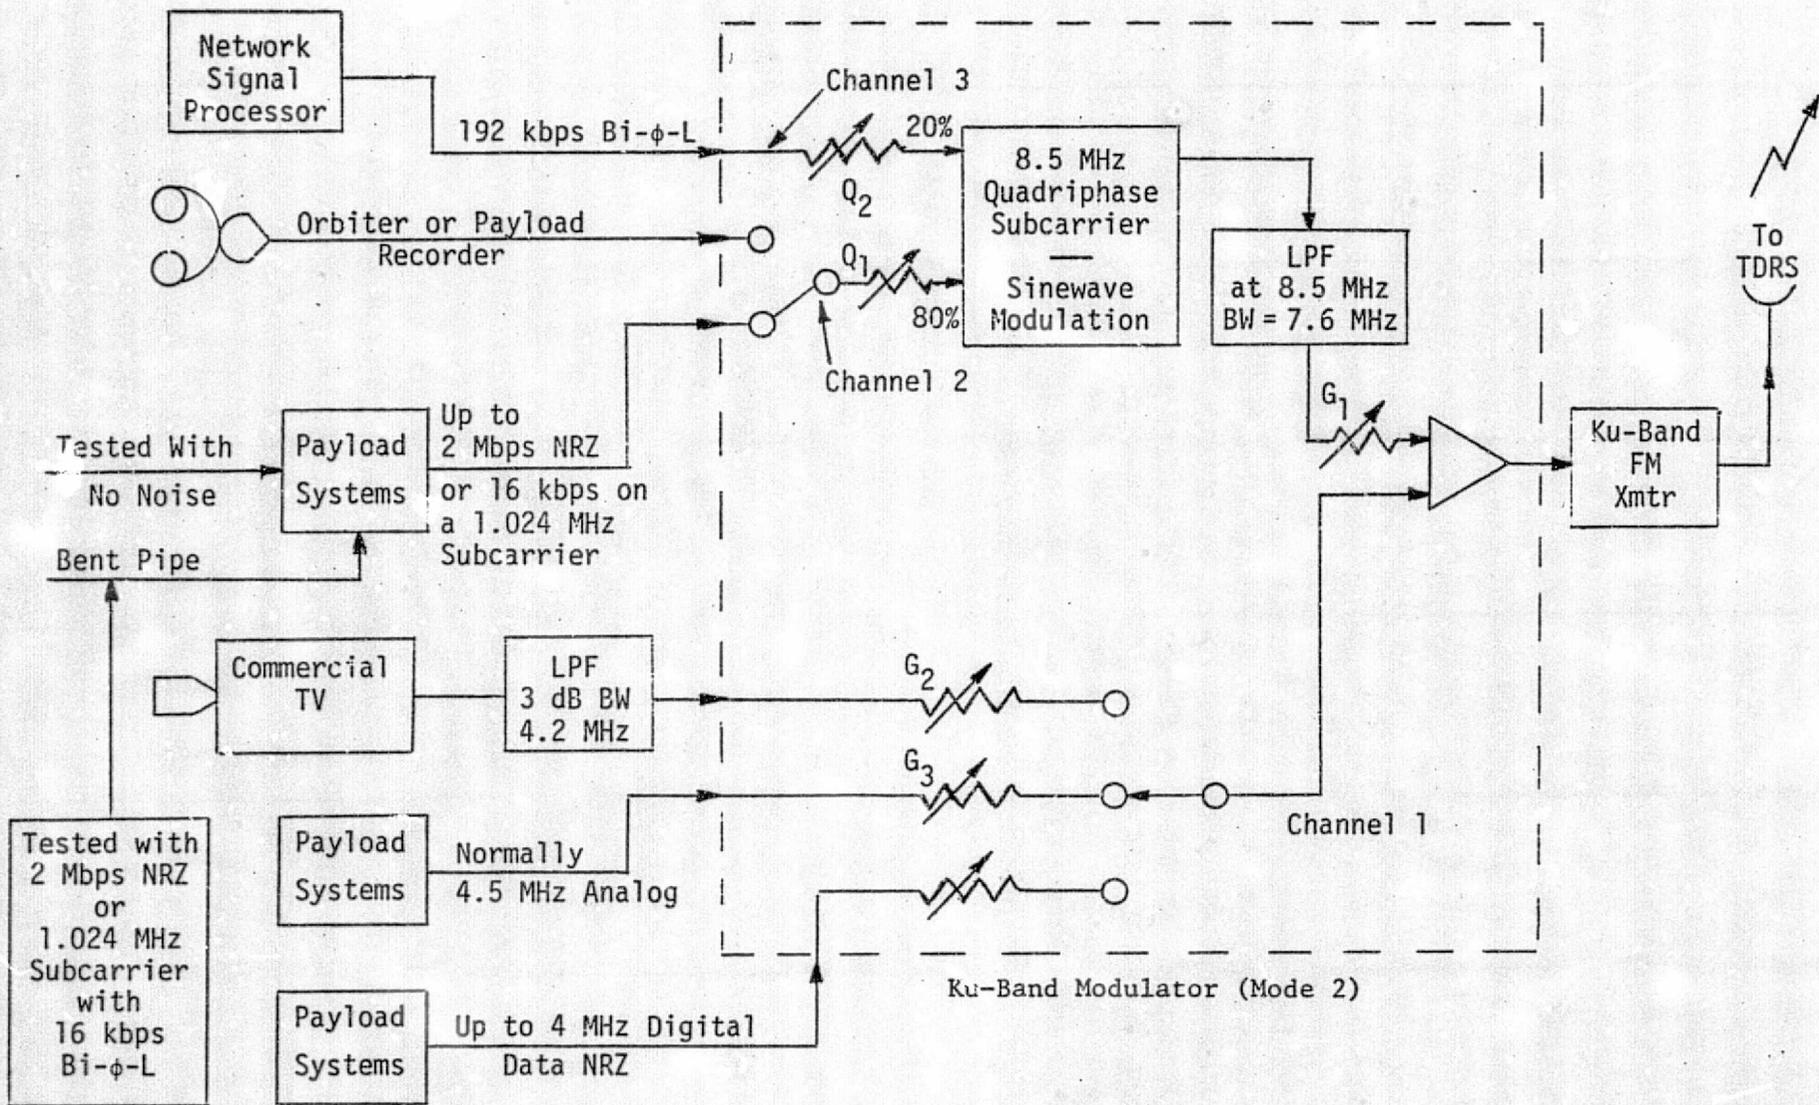 Network
Signal
Processor
192 kbps Bi-ϕ-L
Channel 3
20%
Q2
8.5 MHz
Quadriphase
Subcarrier
—
Sinewave
Modulation
Orbiter or Payload
Recorder
Q1
80%
Channel 2
LPF
at 8.5 MHz
BW = 7.6 MHz
To
TDRS
G1
Ku-Band
FM
Xmtr
Tested With
No Noise
Payload
Systems
Up to
2 Mbps NRZ
or 16 kbps on
a 1.024 MHz
Subcarrier
Bent Pipe
Commercial
TV
LPF
3 dB BW
4.2 MHz
G2
G3
Channel 1
Tested with
2 Mbps NRZ
or
1.024 MHz
Subcarrier
with
16 kbps
Bi-ϕ-L
Payload
Systems
Normally
4.5 MHz Analog
Payload
Systems
Up to 4 MHz Digital
Data NRZ
Ku-Band Modulator (Mode 2)